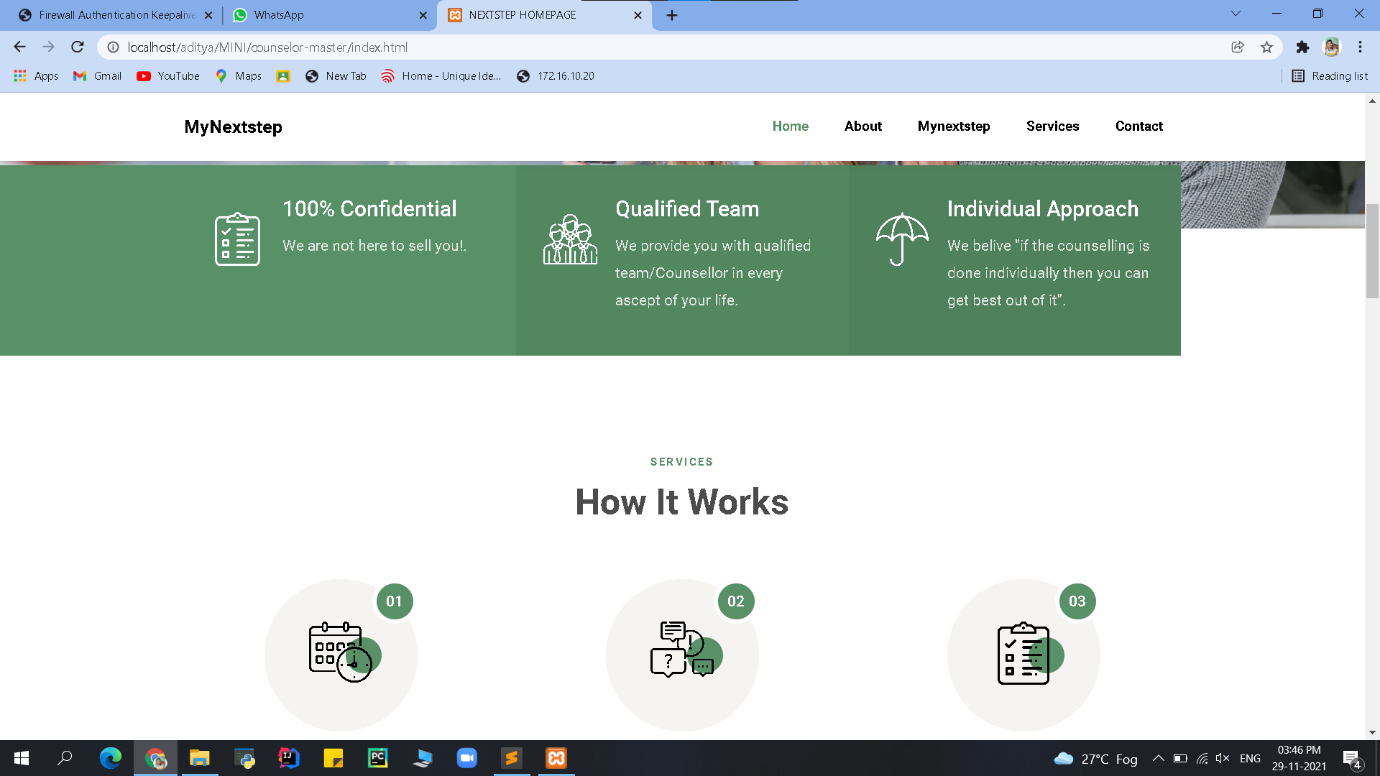 Firewall Authentication Keepalive
WhatsApp
NEXTSTEP HOMEPAGE
localhost/aditya/MINI/counselor-master/index.html
Apps
Gmail
YouTube
Maps
New Tab
Home - Unique Ide...
172.16.10.20
Reading list
MyNextstep
Home
About
Mynextstep
Services
Contact
100% Confidential
We are not here to sell you!.
Qualified Team
We provide you with qualified
team/Counsellor in every
ascept of your life.
Individual Approach
We belive "if the counselling is
done individually then you can
get best out of it".
SERVICES
How It Works
01
02
03
27°C Fog
ENG
03:46 PM
29-11-2021
4